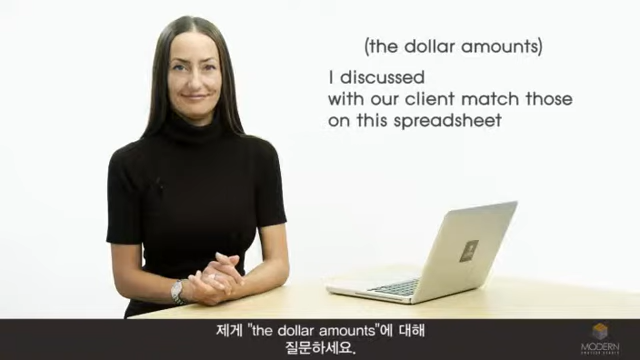 (the dollar amounts)
I discussed
with our client match those
on this spreadsheet
제게 "the dollar amounts"에 대해
질문하세요.
MODERN